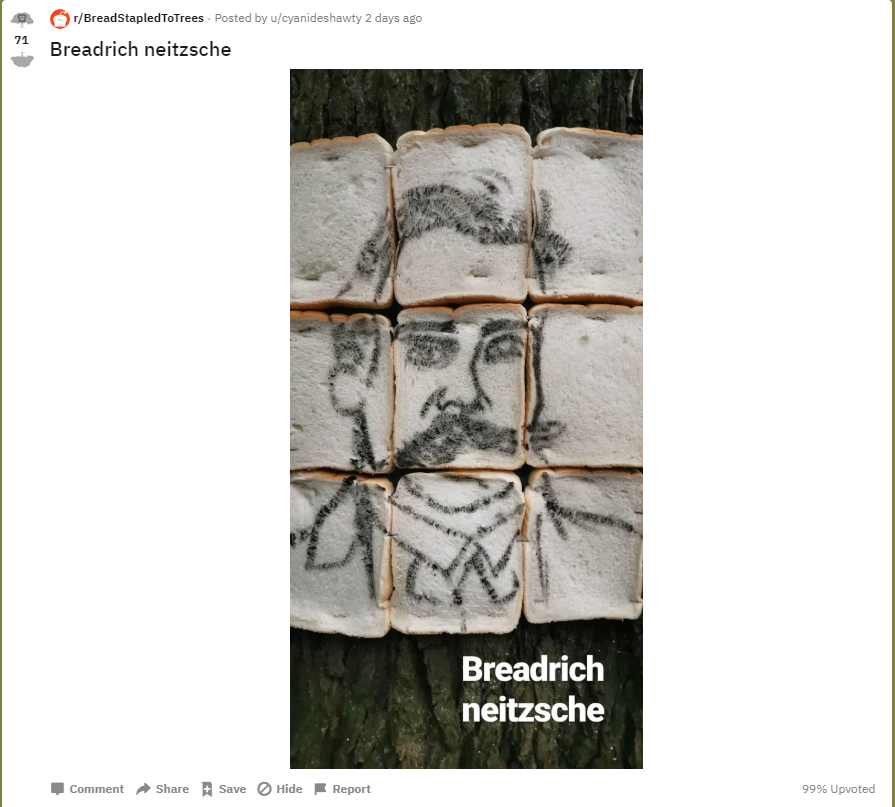 r/BreadStapledToTrees · Posted by u/cyanideshawty 2 days ago
71
Breadrich neitzsche
Breadrich
neitzsche
Comment Share Save Hide Report 99% Upvoted